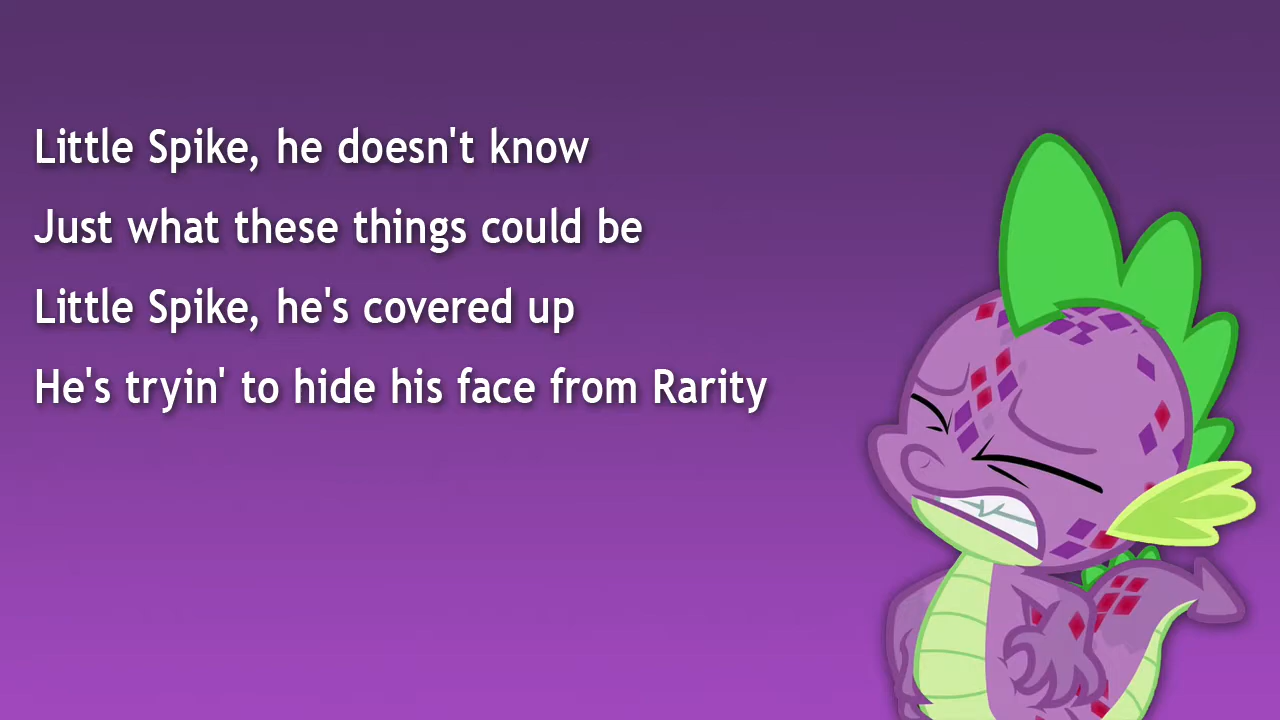 Little Spike, he doesn't know
Just what these things could be
Little Spike, he's covered up
He's tryin' to hide his face from Rarity